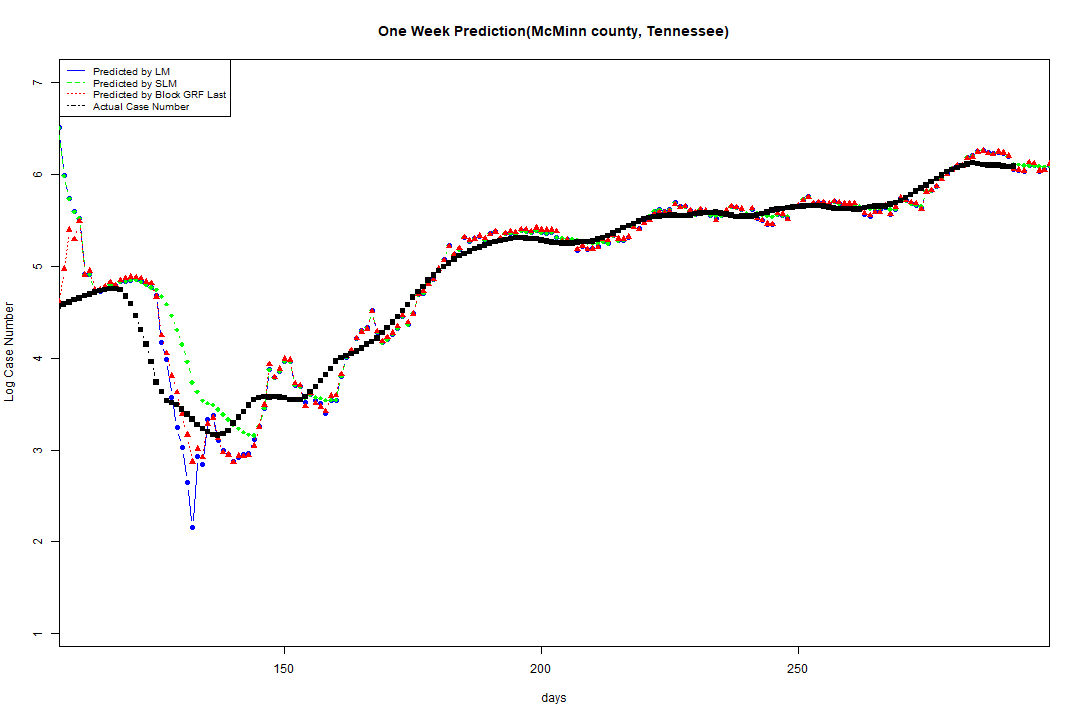 One Week Prediction(McMinn county, Tennessee)
Predicted by LM
Predicted by SLM
Predicted by Block GRF Last
Actual Case Number
7
6
5
4
3
2
1
Log Case Number
150
200
250
days